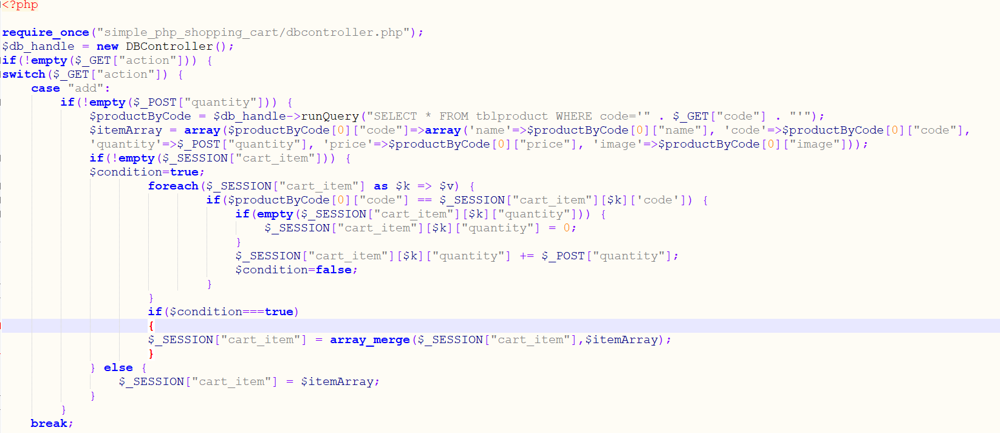 <?php
require_once("simple_php_shopping_cart/dbcontroller.php");
$db_handle = new DBController();
if(!empty($_GET["action"])) {
switch($_GET["action"]) {
case "add":
if(!empty($_POST["quantity"])) {
$productByCode = $db_handle->runQuery("SELECT * FROM tblproduct WHERE code='" . $_GET["code"] . "'");
$itemArray = array($productByCode[0]["code"]=>array('name'=>$productByCode[0]["name"], 'code'=>$productByCode[0]["code"],
'quantity'=>$_POST["quantity"], 'price'=>$productByCode[0]["price"], 'image'=>$productByCode[0]["image"]));
if(!empty($_SESSION["cart_item"])) {
$condition=true;
foreach($_SESSION["cart_item"] as $k => $v) {
if($productByCode[0]["code"] == $_SESSION["cart_item"][$k]['code']) {
if(empty($_SESSION["cart_item"][$k]["quantity"])) {
$_SESSION["cart_item"][$k]["quantity"] = 0;
}
$_SESSION["cart_item"][$k]["quantity"] += $_POST["quantity"];
$condition=false;
}
}
if($condition===true)
{
$_SESSION["cart_item"] = array_merge($_SESSION["cart_item"],$itemArray);
}
} else {
$_SESSION["cart_item"] = $itemArray;
}
}
break;